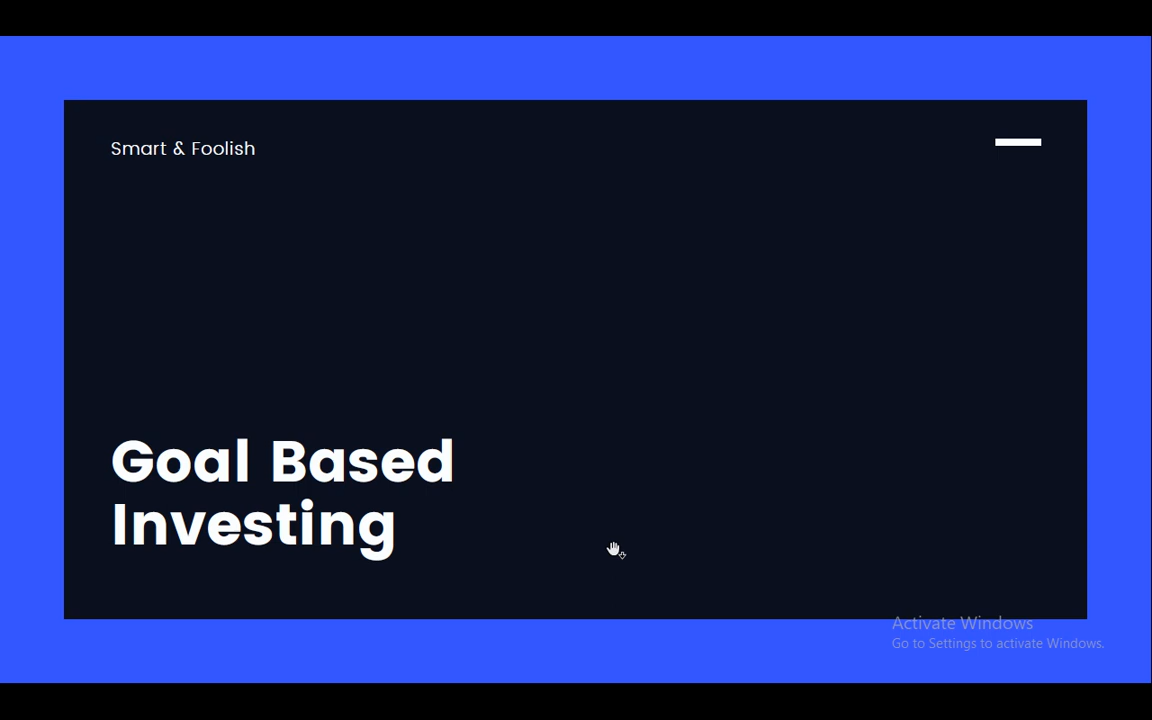 Smart & Foolish
Goal Based
Investing
Activate Windows
Go to Settings to activate Windows.